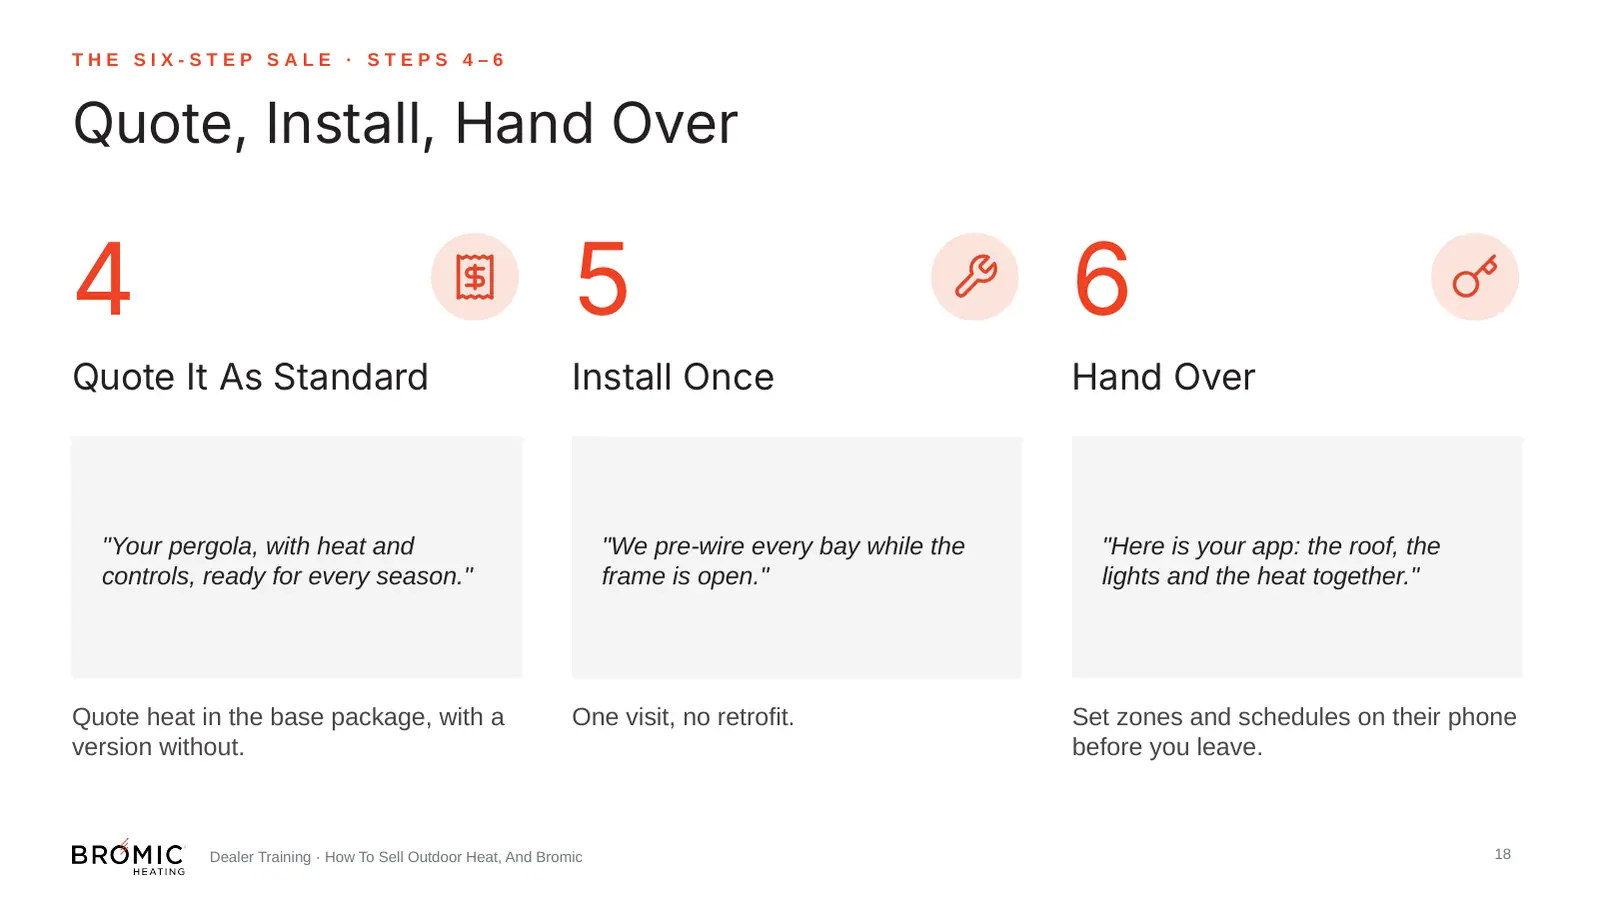 THE SIX-STEP SALE · STEPS 4–6
Quote, Install, Hand Over
4
Quote It As Standard
"Your pergola, with heat and
controls, ready for every season."
Quote heat in the base package, with a
version without.
5
Install Once
"We pre-wire every bay while the
frame is open."
One visit, no retrofit.
6
Hand Over
"Here is your app: the roof, the
lights and the heat together."
Set zones and schedules on their phone
before you leave.
BROMIC
HEATING
Dealer Training · How To Sell Outdoor Heat, And Bromic
18